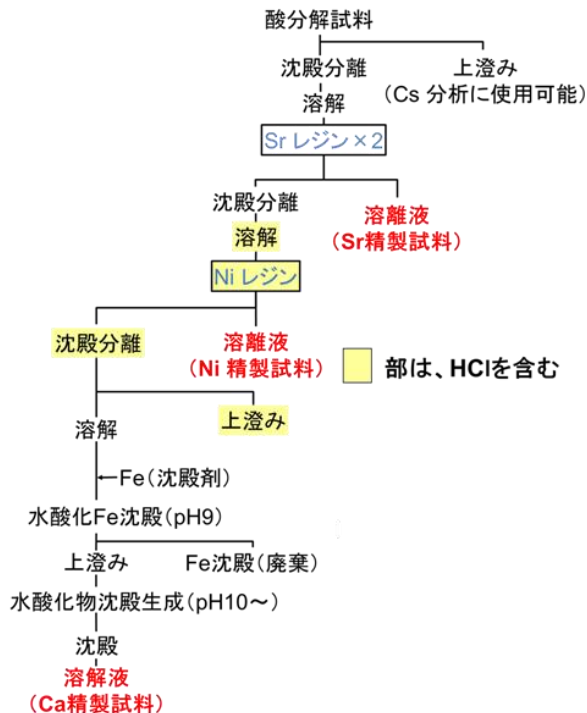 酸分解試料
沈殿分離
上澄み
(Cs 分析に使用可能)
溶解
Sr レジン×2
沈殿分離
溶離液
(Sr精製試料)
溶解
Ni レジン
沈殿分離
溶離液
(Ni 精製試料)
部は、HClを含む
上澄み
溶解
Fe(沈殿剤)
水酸化Fe沈殿(pH9)
上澄み
Fe沈殿(廃棄)
水酸化物沈殿生成(pH10~)
沈殿
溶解液
(Ca精製試料)